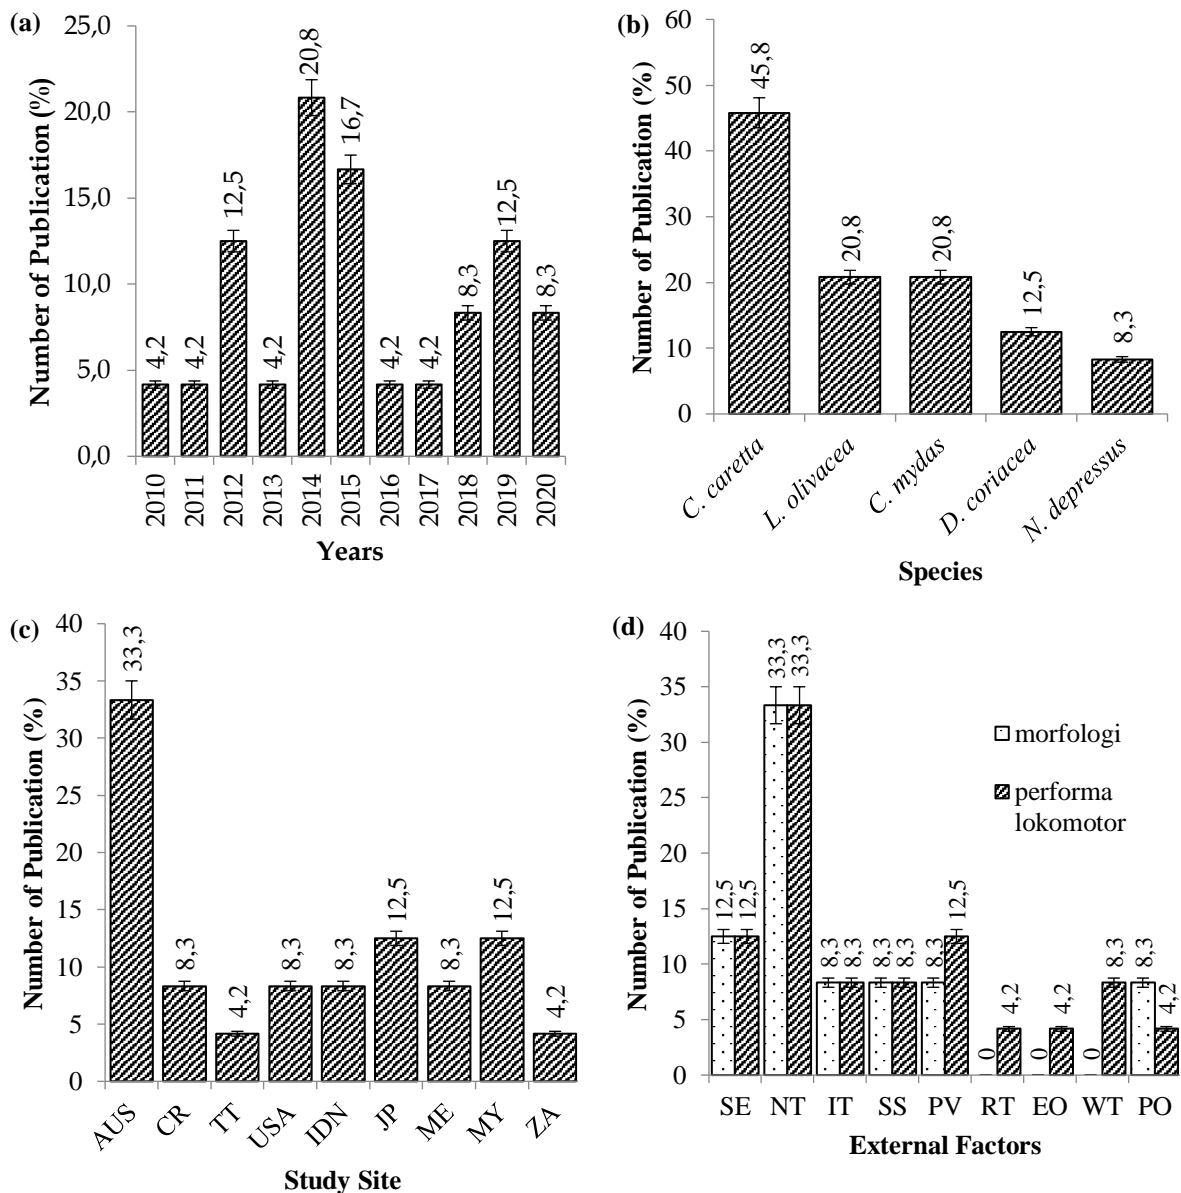 (a)
Number of Publication (%)
25,0
20,0
15,0
10,0
5,0
0,0
4,2
4,2
12,5
4,2
20,8
16,7
4,2
4,2
8,3
12,5
8,3
2010
2011
2012
2013
2014
2015
2016
2017
2018
2019
2020
Years
(b)
Number of Publication (%)
60
50
40
30
20
10
0
45,8
20,8
20,8
12,5
8,3
C. caretta
L. olivacea
C. mydas
D. coriacea
N. depressus
Species
(c)
Number of Publication (%)
40
35
30
25
20
15
10
5
0
33,3
8,3
4,2
8,3
8,3
12,5
8,3
12,5
4,2
AUS
CR
TT
USA
IDN
JP
ME
MY
ZA
Study Site
(d)
Number of Publication (%)
40
35
30
25
20
15
10
5
0
12,5
12,5
33,3
33,3
8,3
8,3
8,3
8,3
8,3
12,5
0
4,2
0
4,2
0
8,3
8,3
4,2
morfologi
performa
lokomotor
SE
NT
IT
SS
PV
RT
EO
WT
PO
External Factors